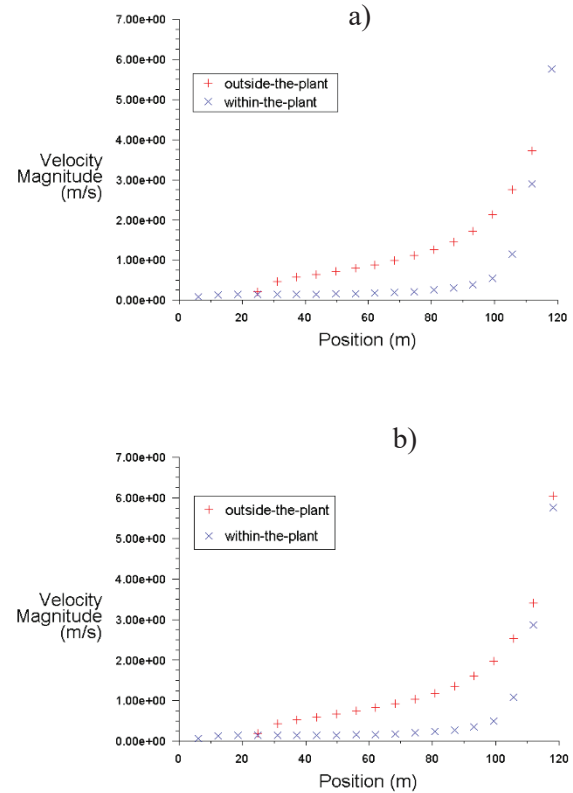 a)
7.00e+00
6.00e+00
5.00e+00
4.00e+00
3.00e+00
2.00e+00
1.00e+00
0.00e+00
Velocity
Magnitude
(m/s)
outside-the-plant
within-the-plant
0 20 40 60 80 100 120
Position (m)
b)
7.00e+00
6.00e+00
5.00e+00
4.00e+00
3.00e+00
2.00e+00
1.00e+00
0.00e+00
Velocity
Magnitude
(m/s)
outside-the-plant
within-the-plant
0 20 40 60 80 100 120
Position (m)